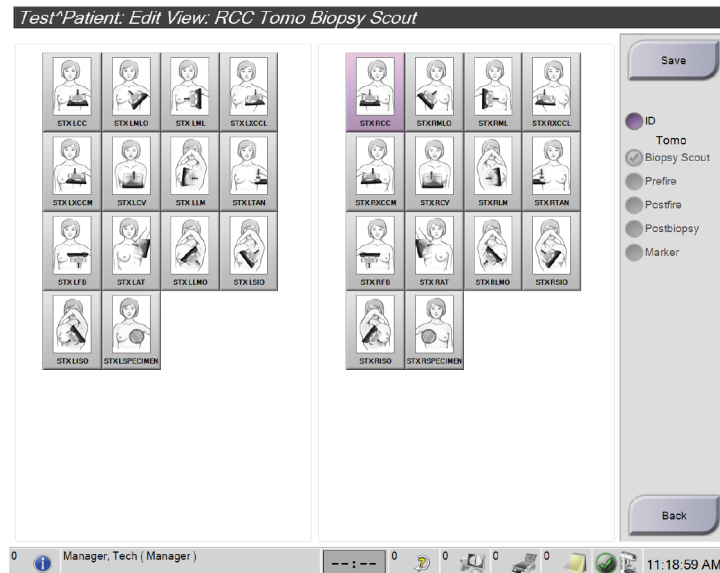 Test^Patient: Edit View: RCC Tomo Biopsy Scout
STX LCC STX LMLO STX LML STX LXCCL
STX LXCCM STX LCV STX LLM STX LTAN
STX LFB STX LAT STX LLMO STX LSIO
STX LISO STX LSPECIMEN
STX RCC STX RMLO STX RML STX RXCCL
STX RXCCM STX RCV STX RLM STX RTAN
STX RFB STX RAT STX RLMO STX RSIO
STX RISO STX RSPECIMEN
Save
ID
Tomo
Biopsy Scout
Prefire
Postfire
Postbiopsy
Marker
Back
0 Manager, Tech ( Manager ) --:-- 0 0 0 0 11:18:59 AM